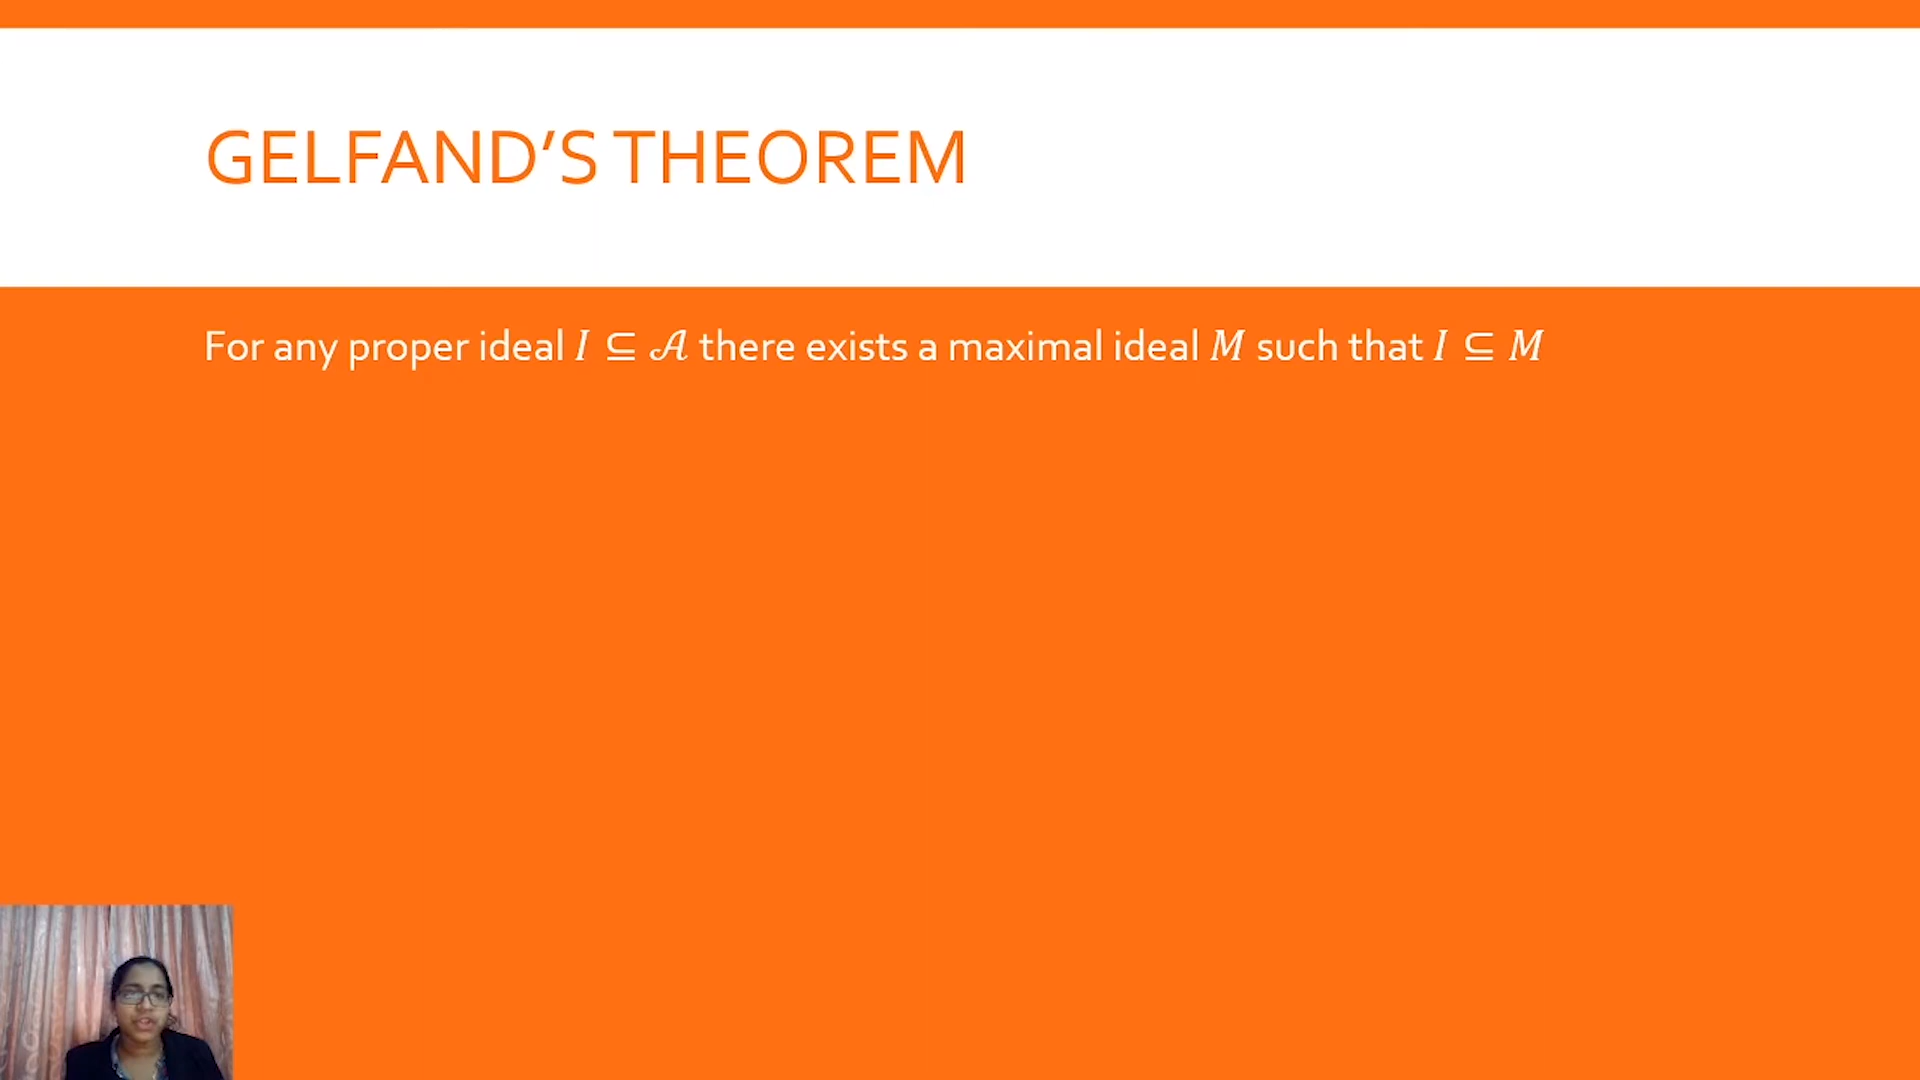 GELFAND’S THEOREM
For any proper ideal 𝐼 ⊆ 𝒜 there exists a maximal ideal 𝑀 such that 𝐼 ⊆ 𝑀